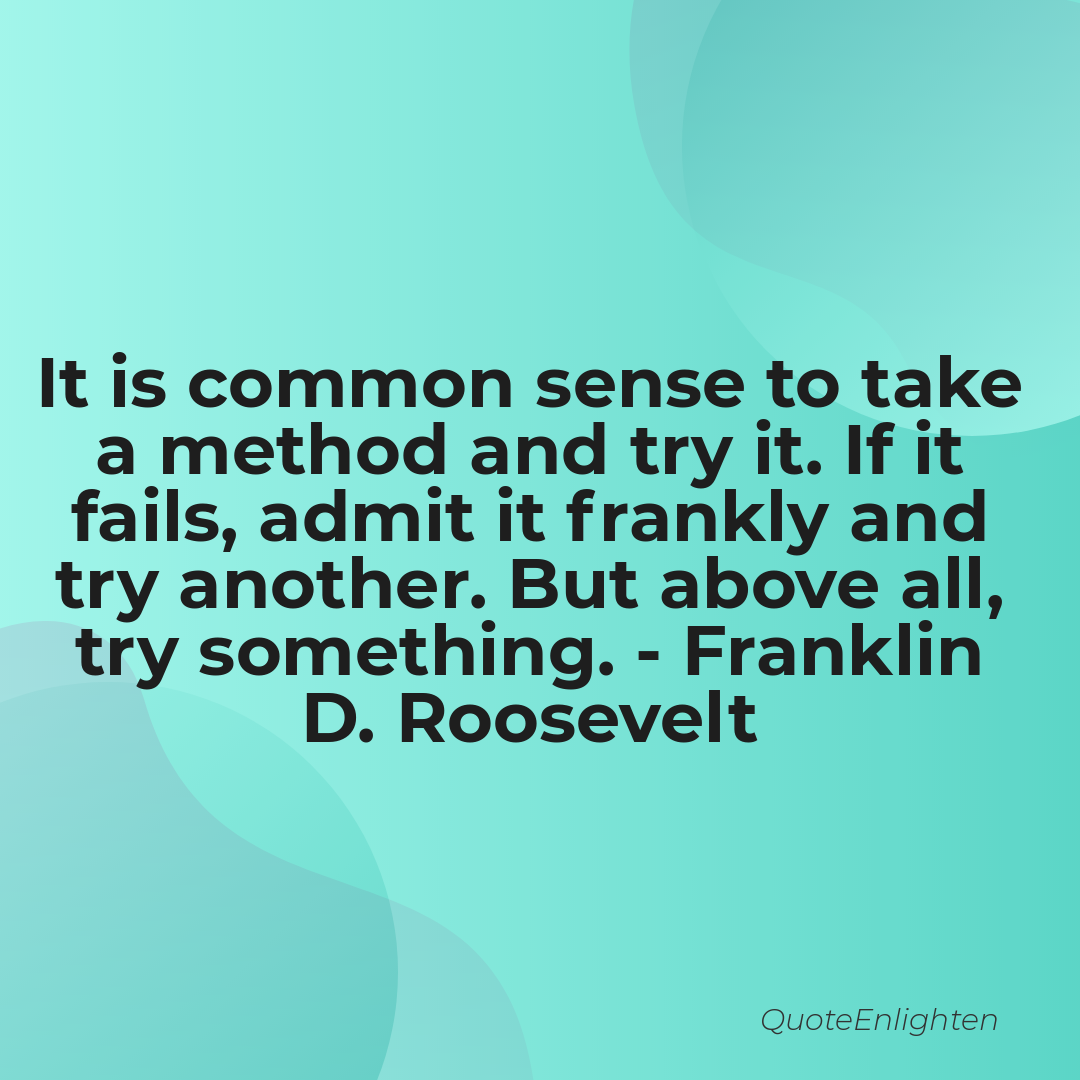 It is common sense to take
a method and try it. If it
fails, admit it frankly and
try another. But above all,
try something. - Franklin
D. Roosevelt
QuoteEnlighten